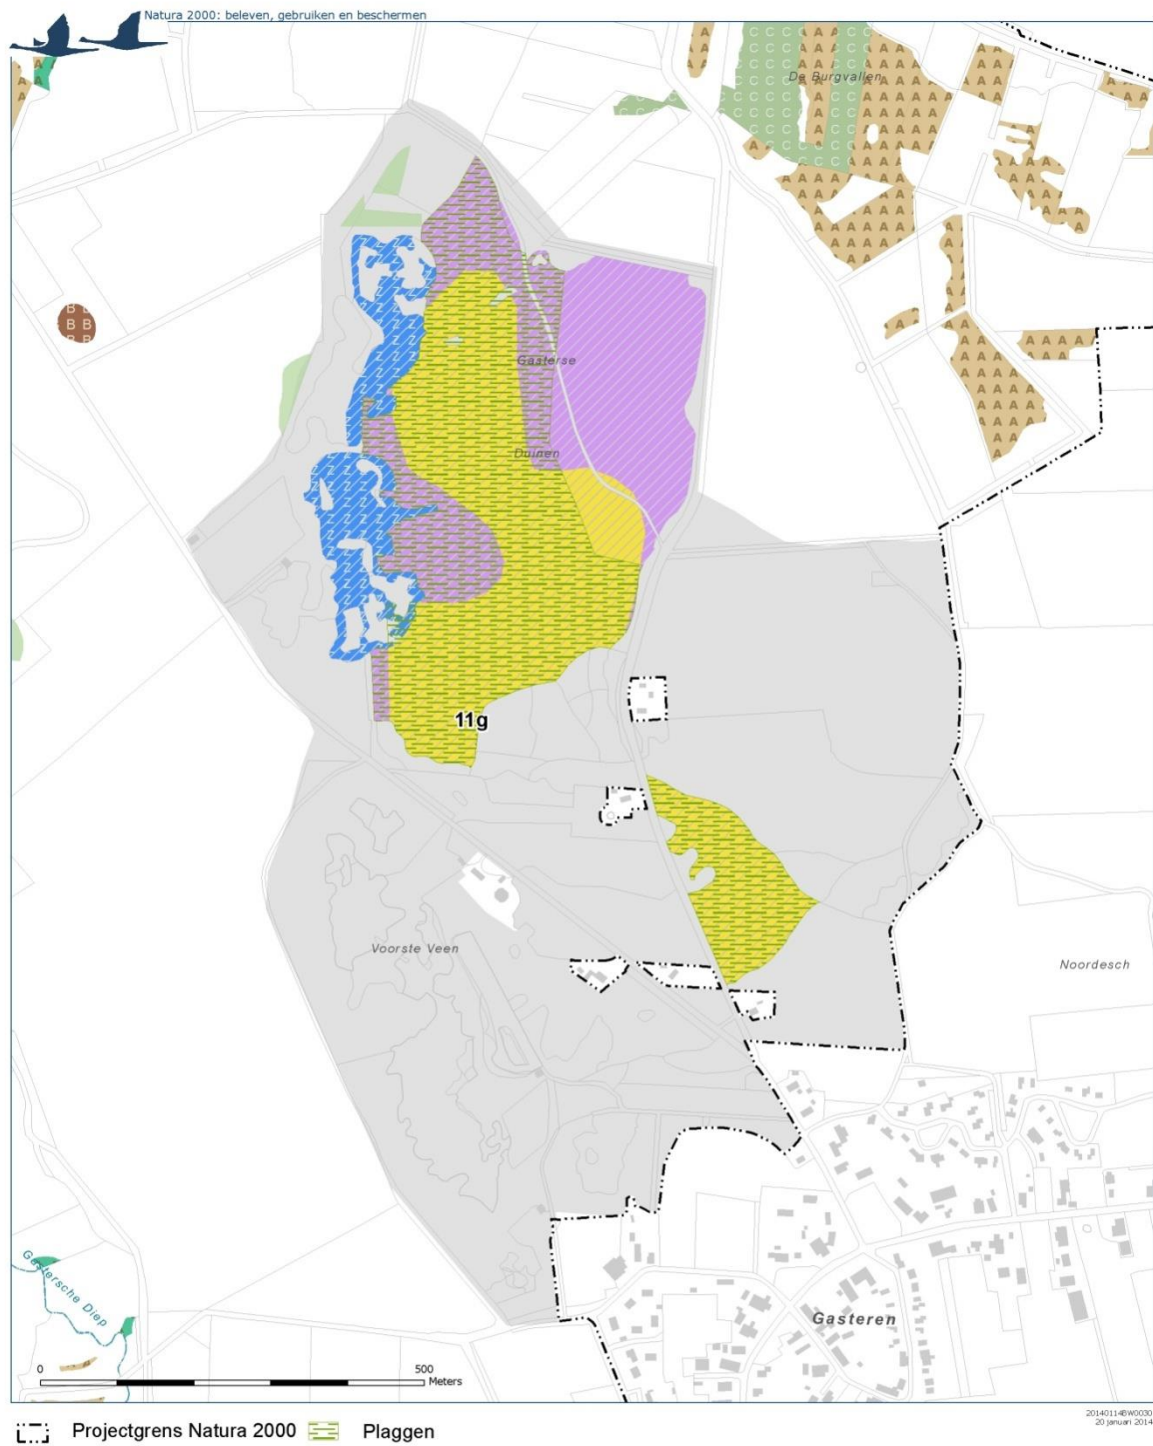 Natura 2000: beleven, gebruiken en beschermen
De Burgvallen
Gasterse
Duinen
11g
Voorste Veen
Noordesch
Gastersche Diep
Gasteren
0 500
Meters
20140114BW0030
20 januari 2014
Projectgrens Natura 2000 Plaggen